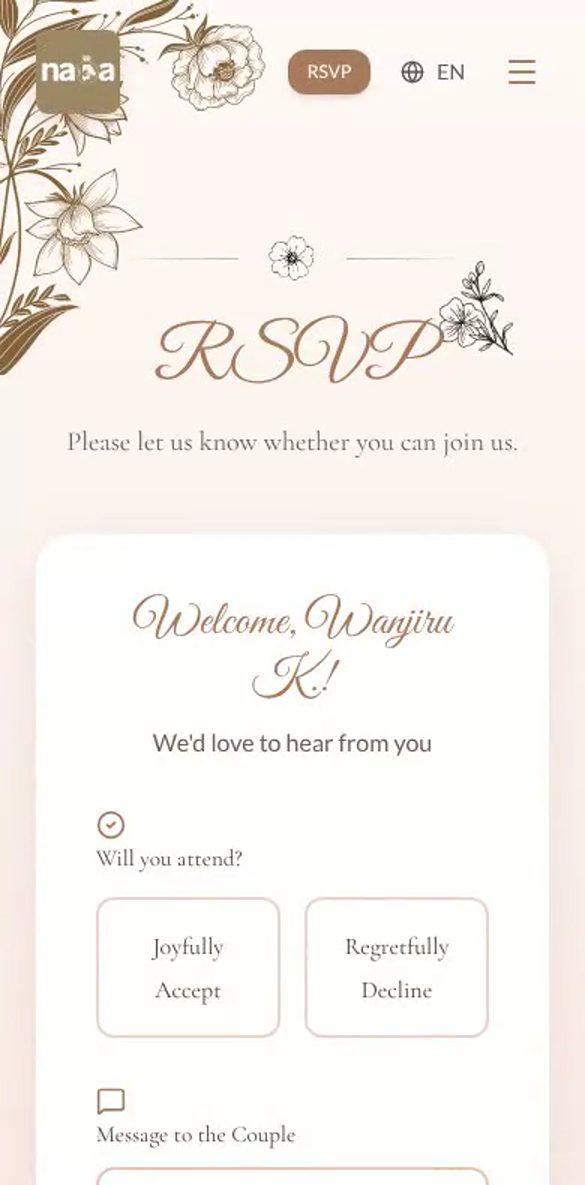 RSVP
EN
RSVP
Please let us know whether you can join us.
Welcome, Wanjiru
K.!
We'd love to hear from you
Will you attend?
Joyfully
Accept
Regretfully
Decline
Message to the Couple